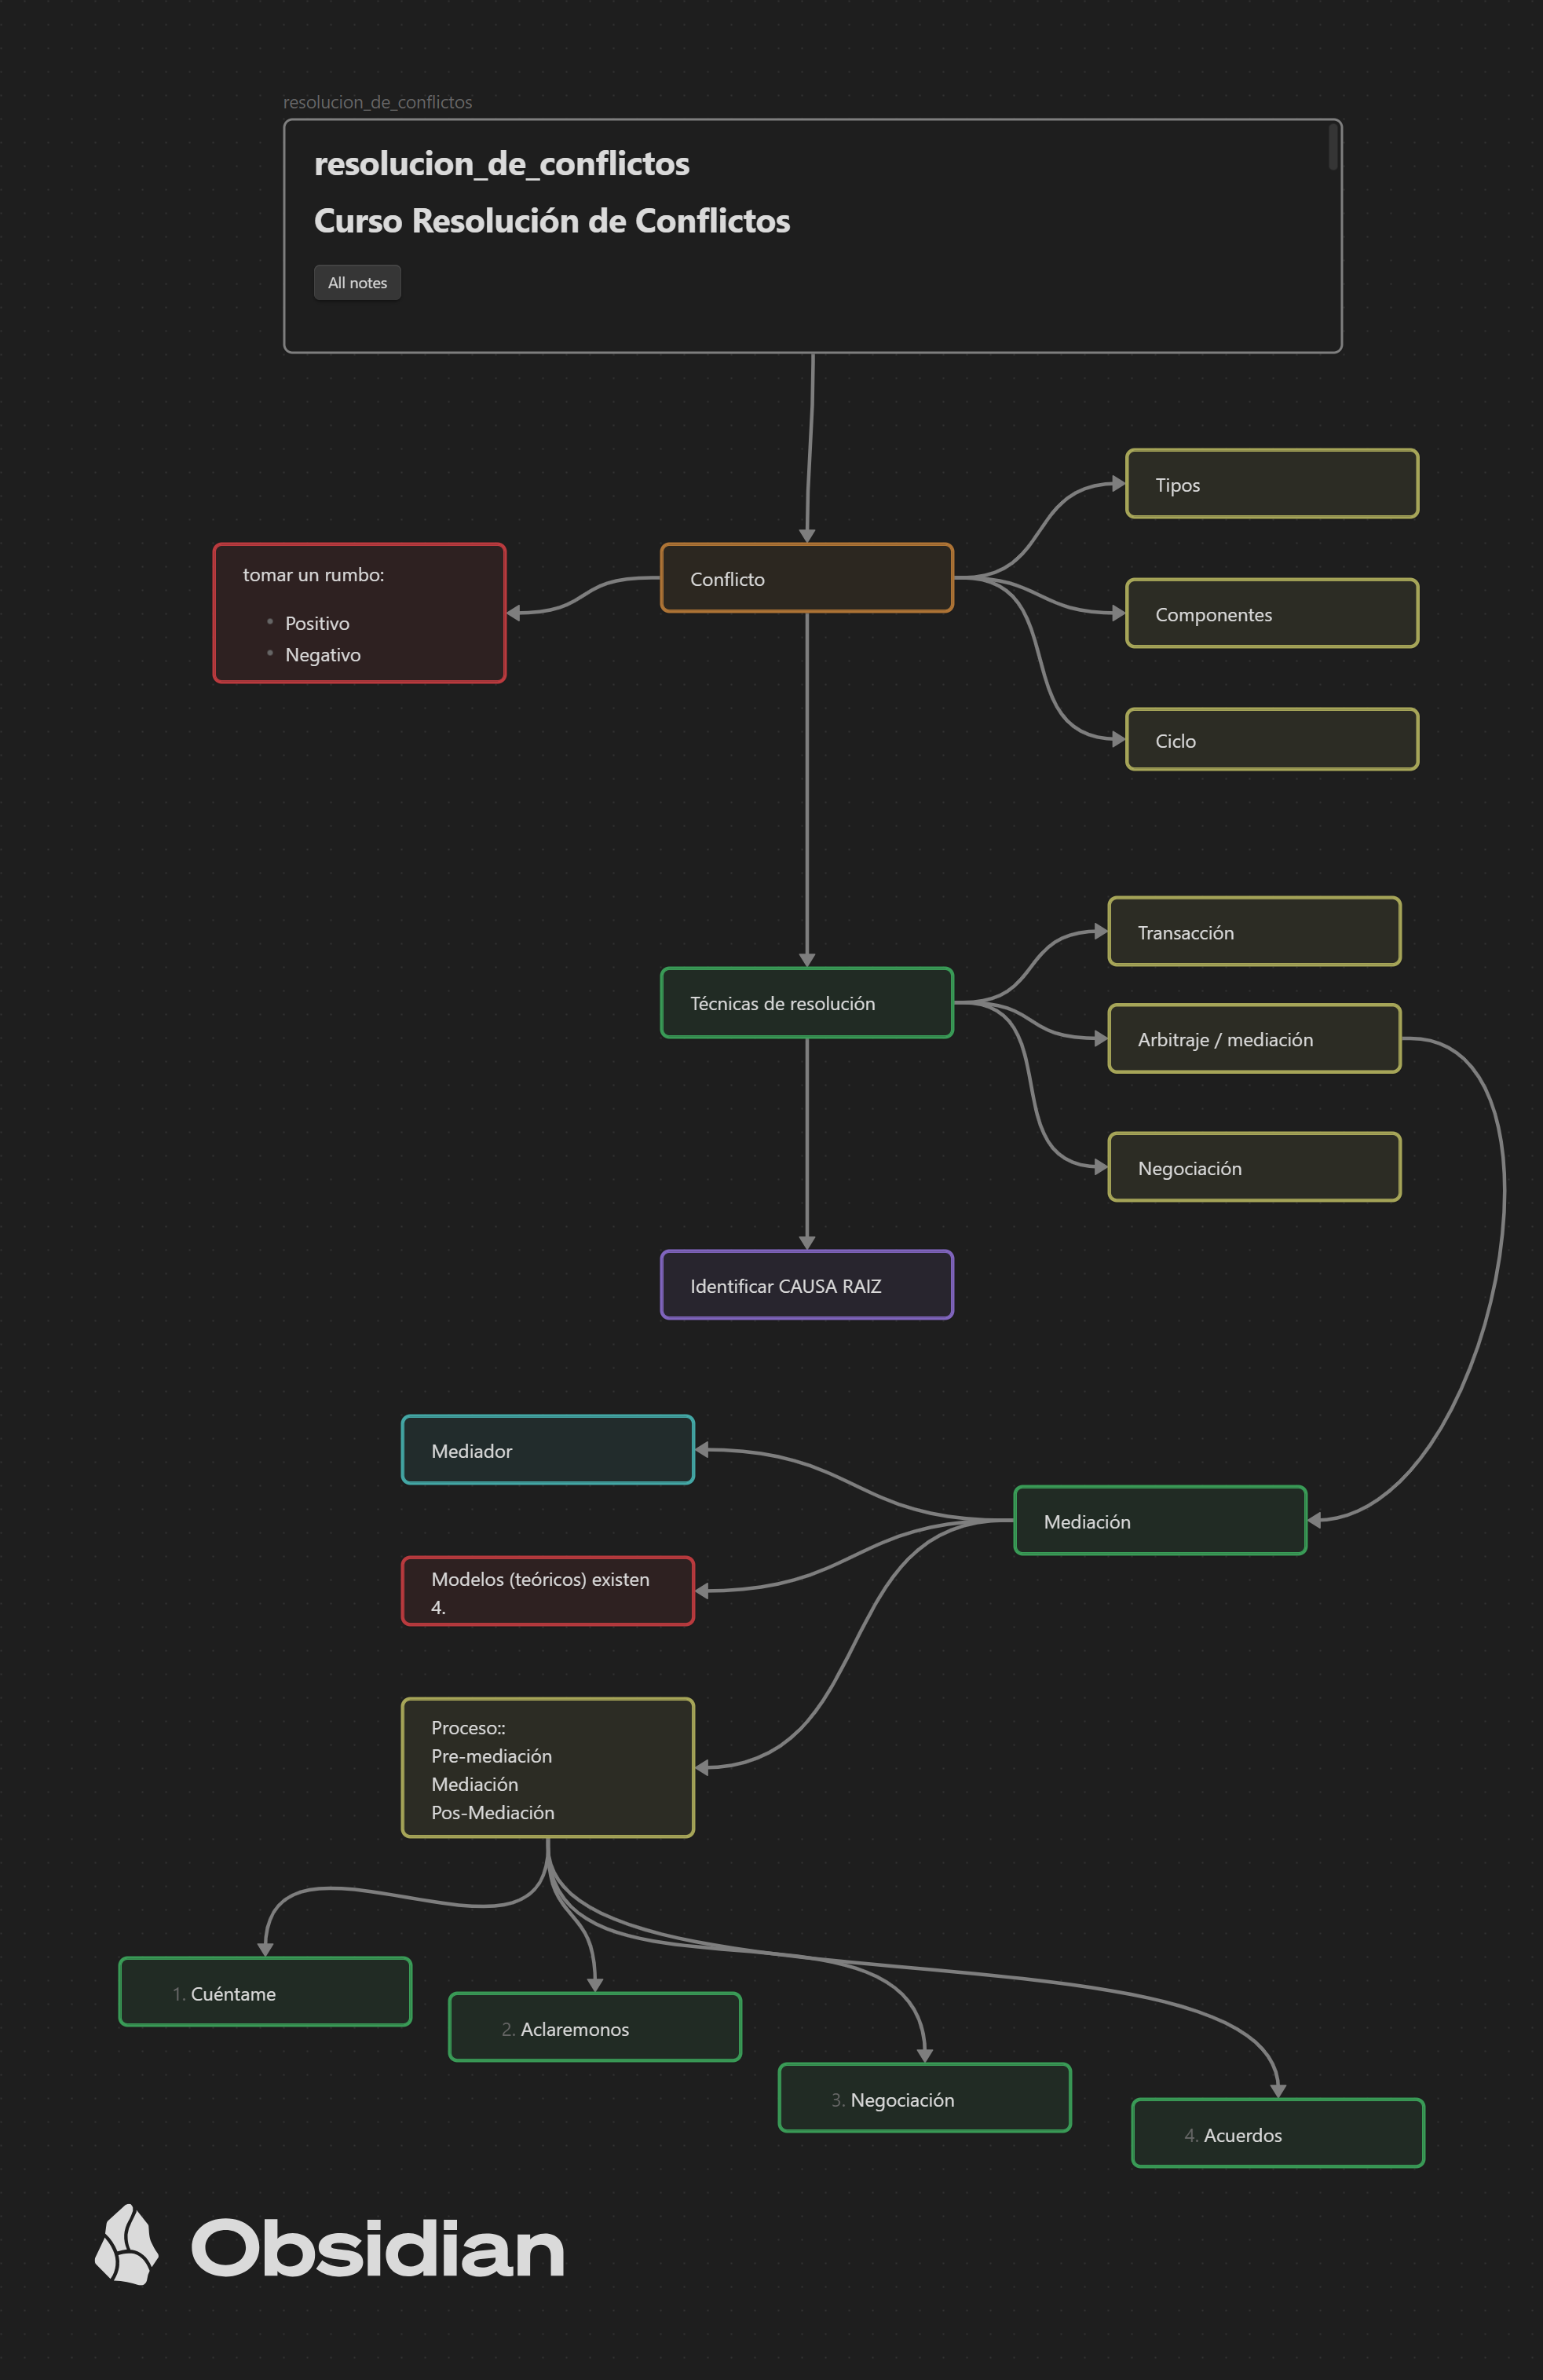 resolucion_de_conflictos
resolucion_de_conflictos
Curso Resolución de Conflictos
All notes
Tipos
tomar un rumbo:
Positivo
Negativo
Conflicto
Componentes
Ciclo
Transacción
Técnicas de resolución
Arbitraje / mediación
Negociación
Identificar CAUSA RAIZ
Mediador
Mediación
Modelos (teóricos) existen
4.
Proceso::
Pre-mediación
Mediación
Pos-Mediación
1. Cuéntame
2. Aclaremonos
3. Negociación
4. Acuerdos
Obsidian